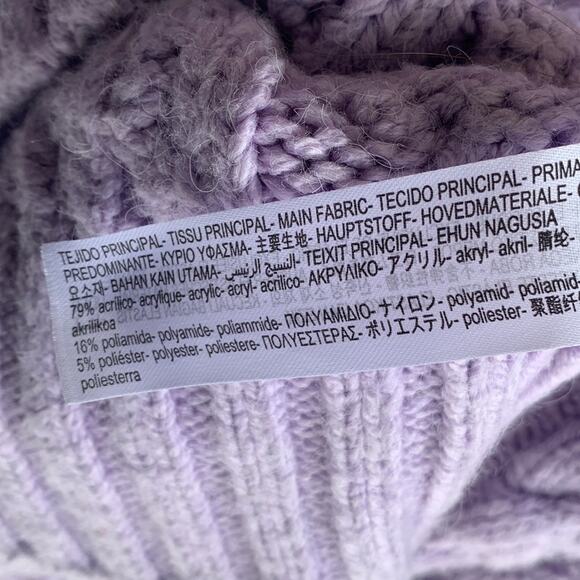 TEJIDO PRINCIPAL- TISSU PRINCIPAL- MAIN FABRIC- TECIDO PRINCIPAL- PRIMA
PREDOMINANTE- ΚΥΡΙΟ ΥΦΑΣΜΑ- 主要生地- HAUPTSTOFF- HOVEDMATERIALE-
요소재- BAHAN KAIN UTAMA- النسيج الرئيسي- TEIXIT PRINCIPAL- EHUN NAGUSIA
79% acrílico- acrylique- acrylic- acryl- acrilico- ΑΚΡΥΛΙΚΟ- アクリル- akryl- akril- 腈纶-
akrilikoa
16% poliamida- polyamide- poliammide- ΠΟΛΥΑΜΙΔΙΟ- ナイロン- polyamid- poliamid-
5% poliéster- polyester- poliestere- ΠΟΛΥΕΣΤΕΡΑΣ- ポリエステル- poliester- 聚酯纤
poliesterra